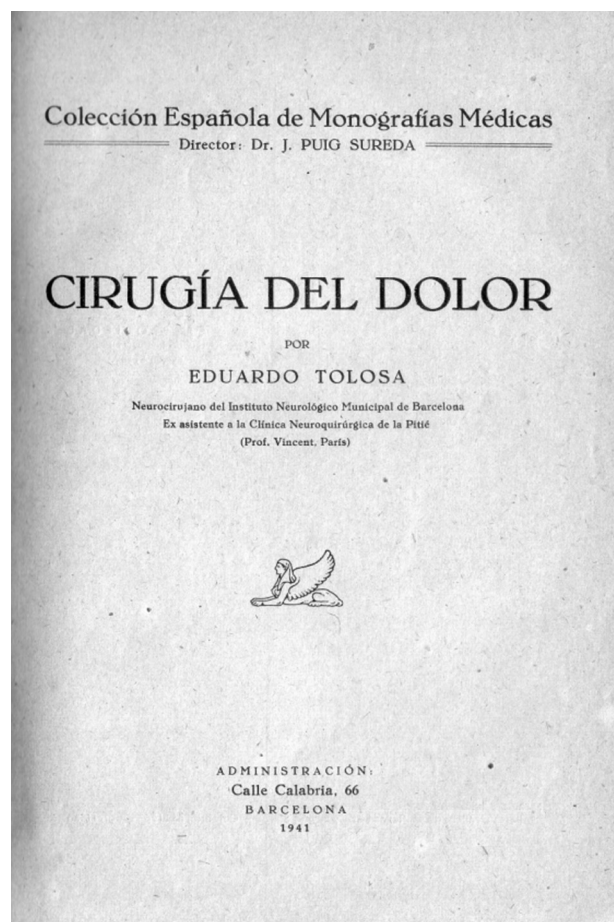 Colección Española de Monografías Médicas
Director: Dr. J. PUIG SUREDA
CIRUGÍA DEL DOLOR
POR
EDUARDO TOLOSA
Neurocirujano del Instituto Neurológico Municipal de Barcelona
Ex asistente a la Clínica Neuroquirúrgica de la Pitié
(Prof. Vincent. París)
ADMINISTRACIÓN:
Calle Calabria, 66
BARCELONA
1941